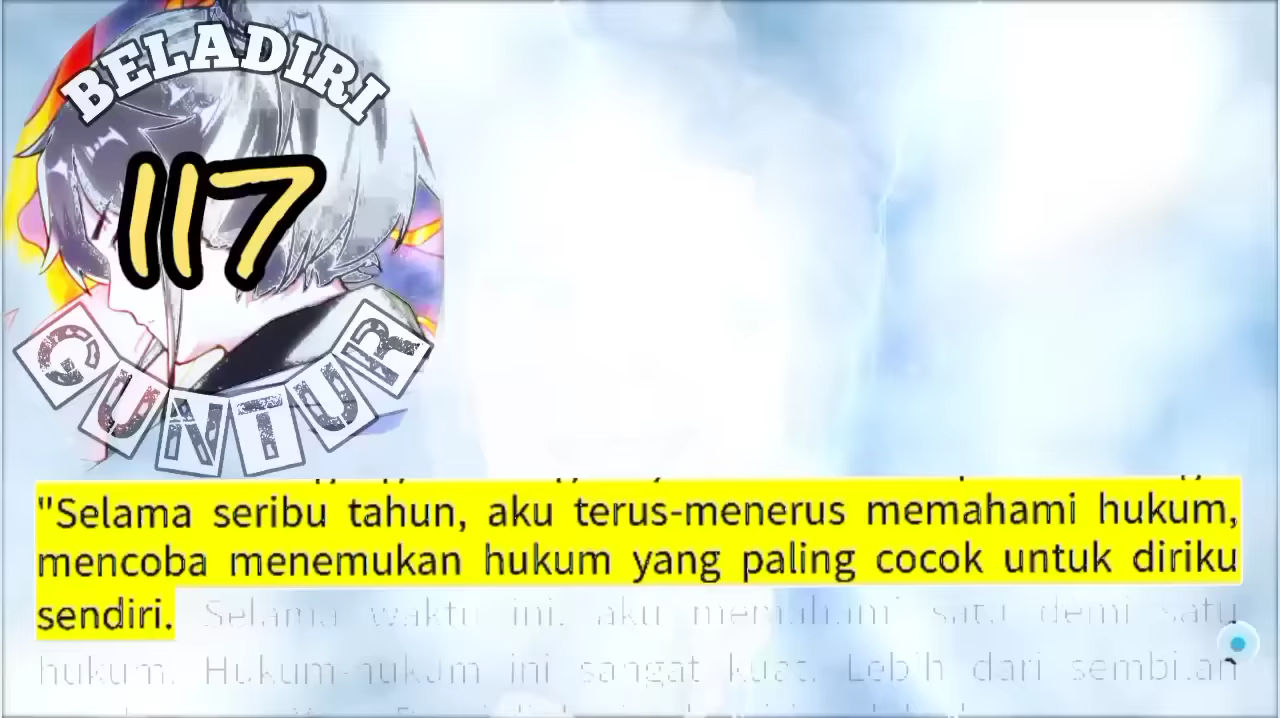 BELADIRI
117
GUNTUR
"Selama seribu tahun, aku terus-menerus memahami hukum,
mencoba menemukan hukum yang paling cocok untuk diriku
sendiri. Selama waktu ini, aku memahami satu demi satu
hukum. Hukum-hukum ini sangat kuat. Lebih dari sembilan